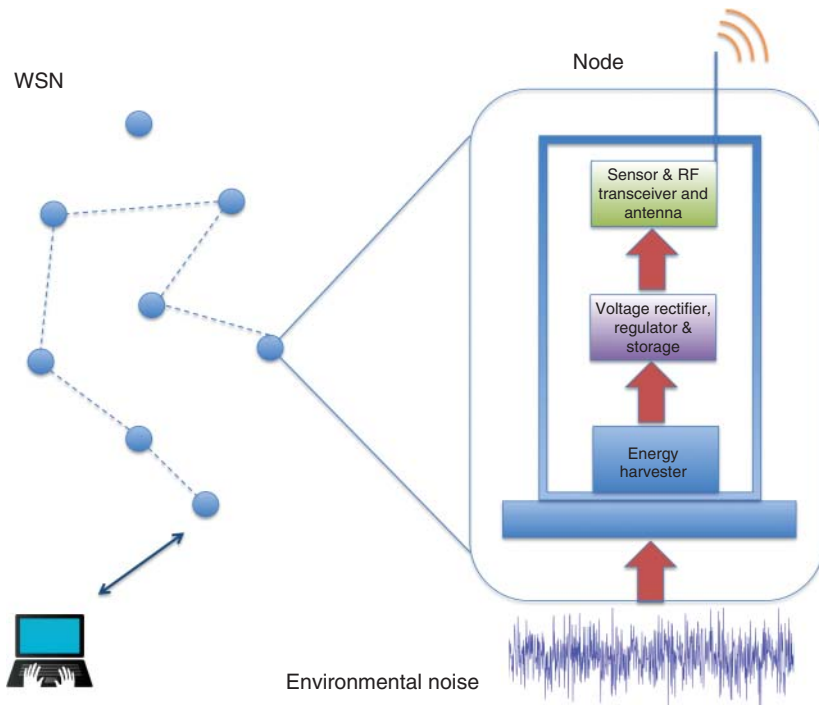 WSN
Node
Sensor & RF
transceiver and
antenna
Voltage rectifier,
regulator &
storage
Energy
harvester
Environmental noise